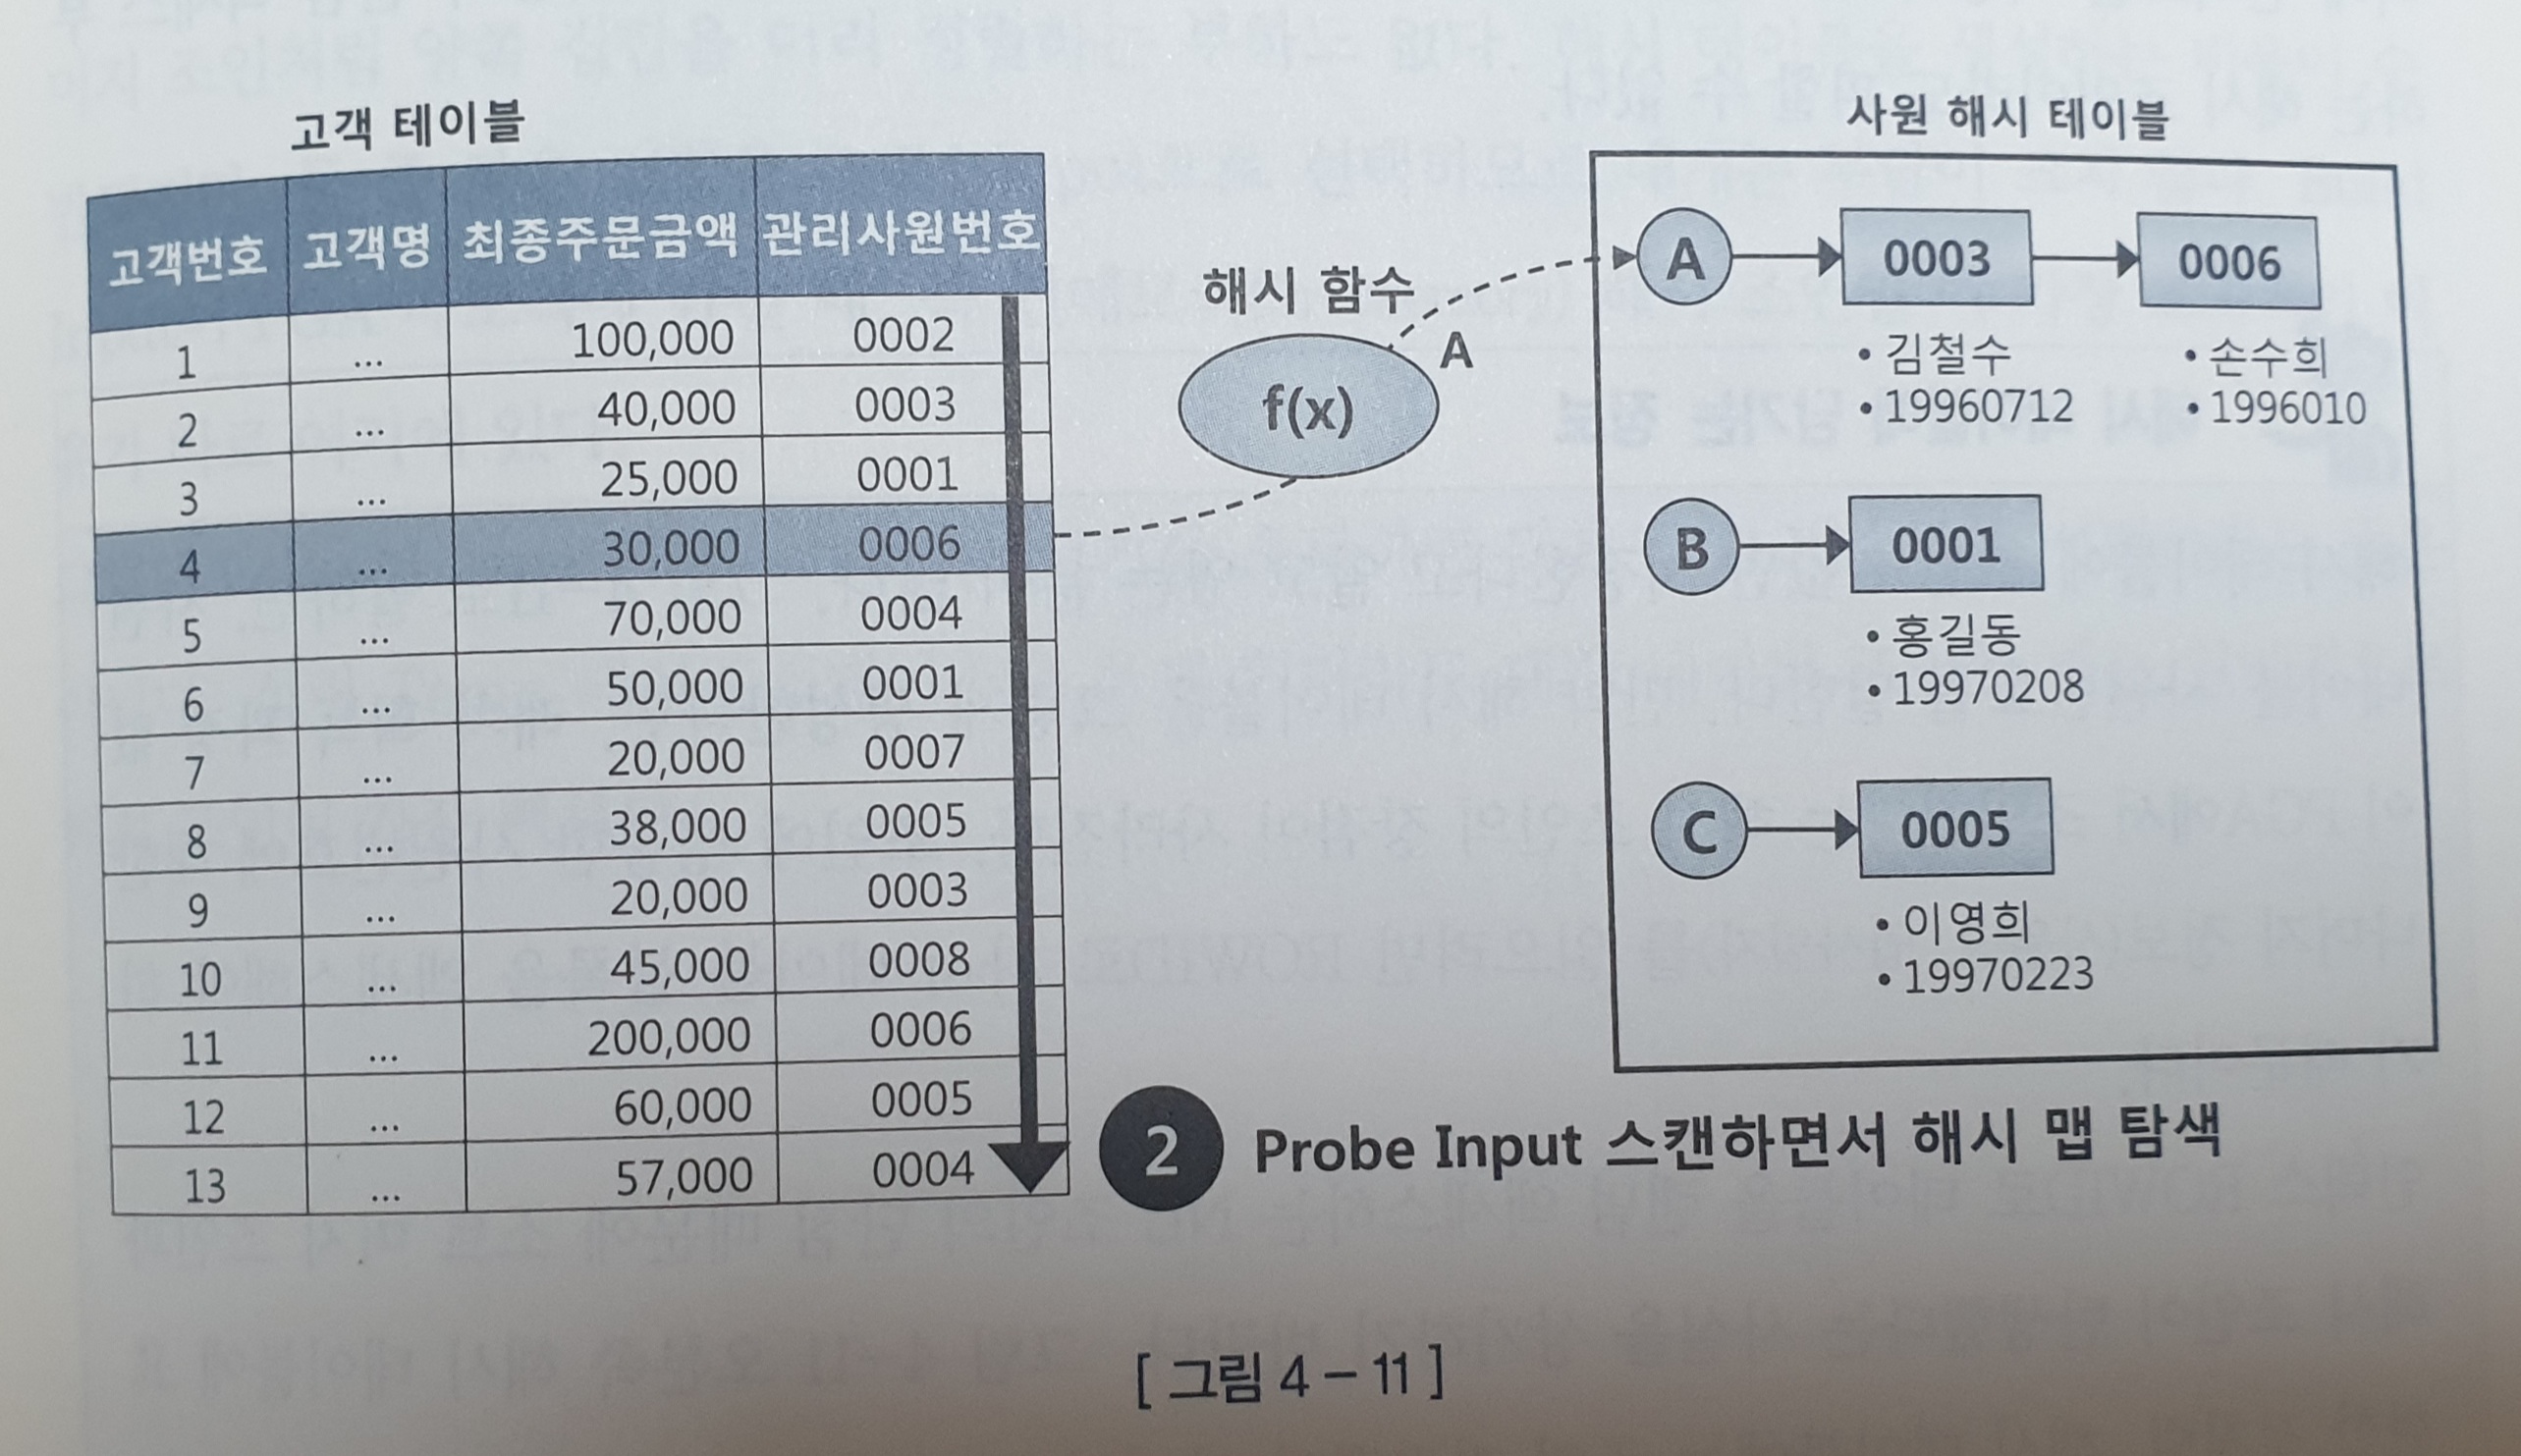 고객 테이블
고객번호 고객명 최종주문금액 관리사원번호
1 ... 100,000 0002
2 ... 40,000 0003
3 ... 25,000 0001
4 ... 30,000 0006
5 ... 70,000 0004
6 ... 50,000 0001
7 ... 20,000 0007
8 ... 38,000 0005
9 ... 20,000 0003
10 ... 45,000 0008
11 ... 200,000 0006
12 ... 60,000 0005
13 ... 57,000 0004
해시 함수
f(x)
A
사원 해시 테이블
A 0003 0006
• 김철수 • 손수희
• 19960712 • 1996010
B 0001
• 홍길동
• 19970208
C 0005
• 이영희
• 19970223
2 Probe Input 스캔하면서 해시 맵 탐색
[ 그림 4 – 11 ]